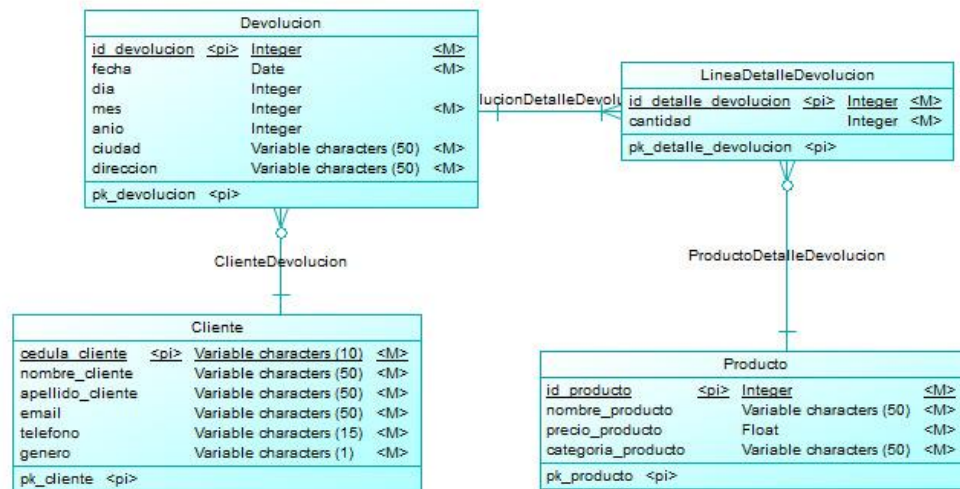 Devolucion
id_devolucion <pi> Integer <M>
fecha Date <M>
dia Integer
mes Integer <M>
anio Integer
ciudad Variable characters (50) <M>
direccion Variable characters (50) <M>
pk_devolucion <pi>
LineaDetalleDevolucion
id_detalle_devolucion <pi> Integer <M>
cantidad Integer <M>
pk_detalle_devolucion <pi>
ClienteDevolucion
ProductoDetalleDevolucion
Cliente
cedula_cliente <pi> Variable characters (10) <M>
nombre_cliente Variable characters (50) <M>
apellido_cliente Variable characters (50) <M>
email Variable characters (50) <M>
telefono Variable characters (15) <M>
genero Variable characters (1) <M>
pk_cliente <pi>
Producto
id_producto <pi> Integer <M>
nombre_producto Variable characters (50) <M>
precio_producto Float <M>
categoria_producto Variable characters (50) <M>
pk_producto <pi>